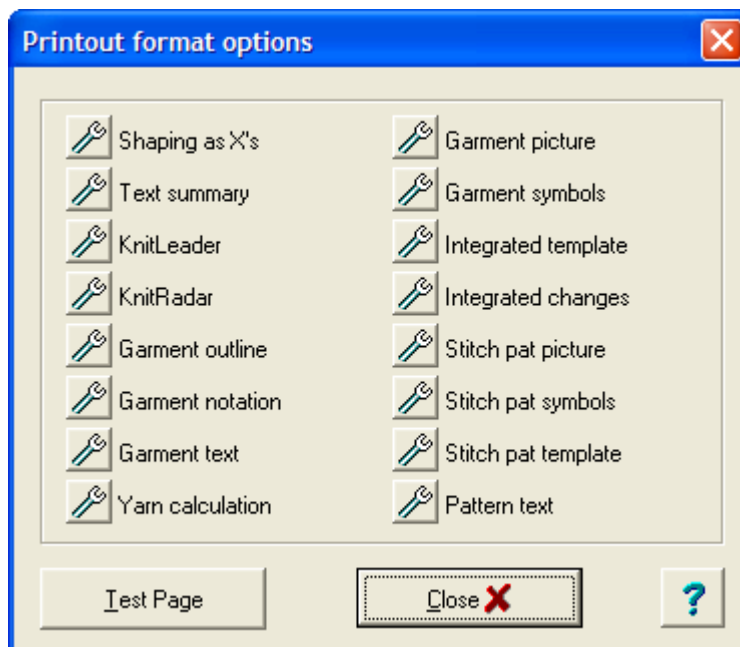 Printout format options
Shaping as X's
Text summary
KnitLeader
KnitRadar
Garment outline
Garment notation
Garment text
Yarn calculation
Garment picture
Garment symbols
Integrated template
Integrated changes
Stitch pat picture
Stitch pat symbols
Stitch pat template
Pattern text
Test Page
Close
?